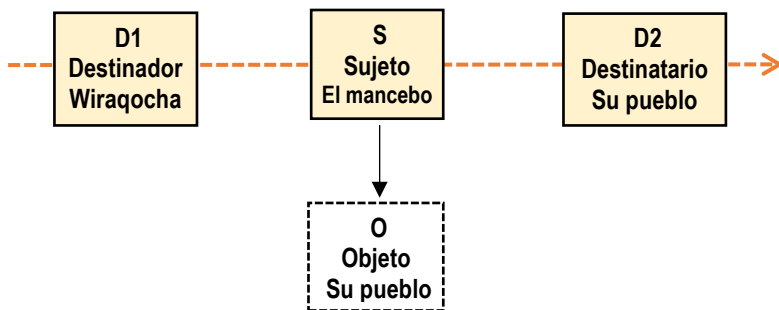 D1
Destinador
Wiraqocha
S
Sujeto
El mancebo
D2
Destinatario
Su pueblo
O
Objeto
Su pueblo